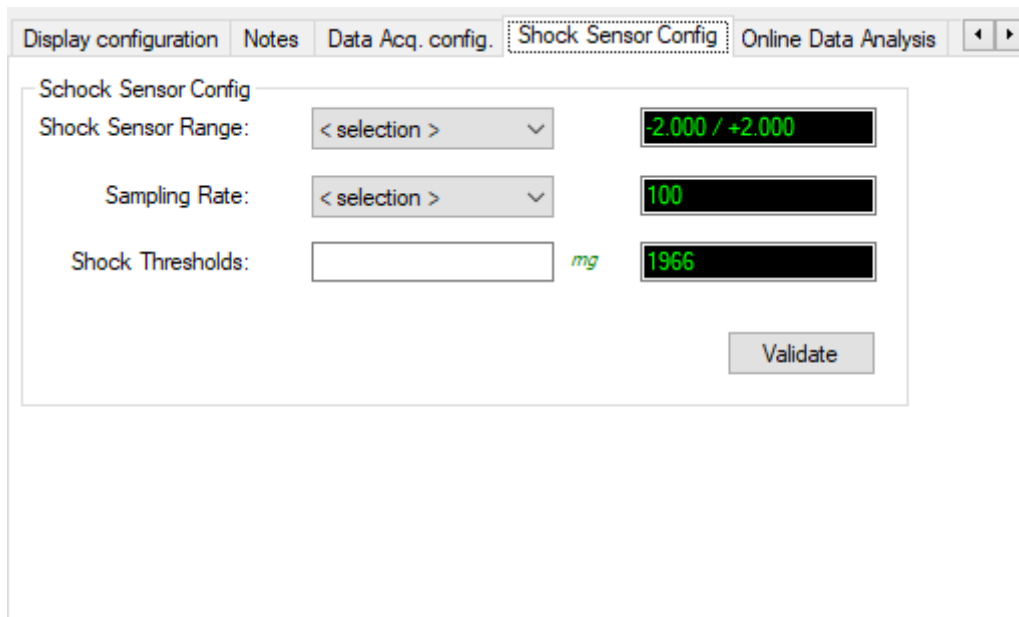 Display configuration Notes Data Acq. config. Shock Sensor Config Online Data Analysis
Schock Sensor Config
Shock Sensor Range: < selection > -2.000 / +2.000
Sampling Rate: < selection > 100
Shock Thresholds: mg 1966
Validate